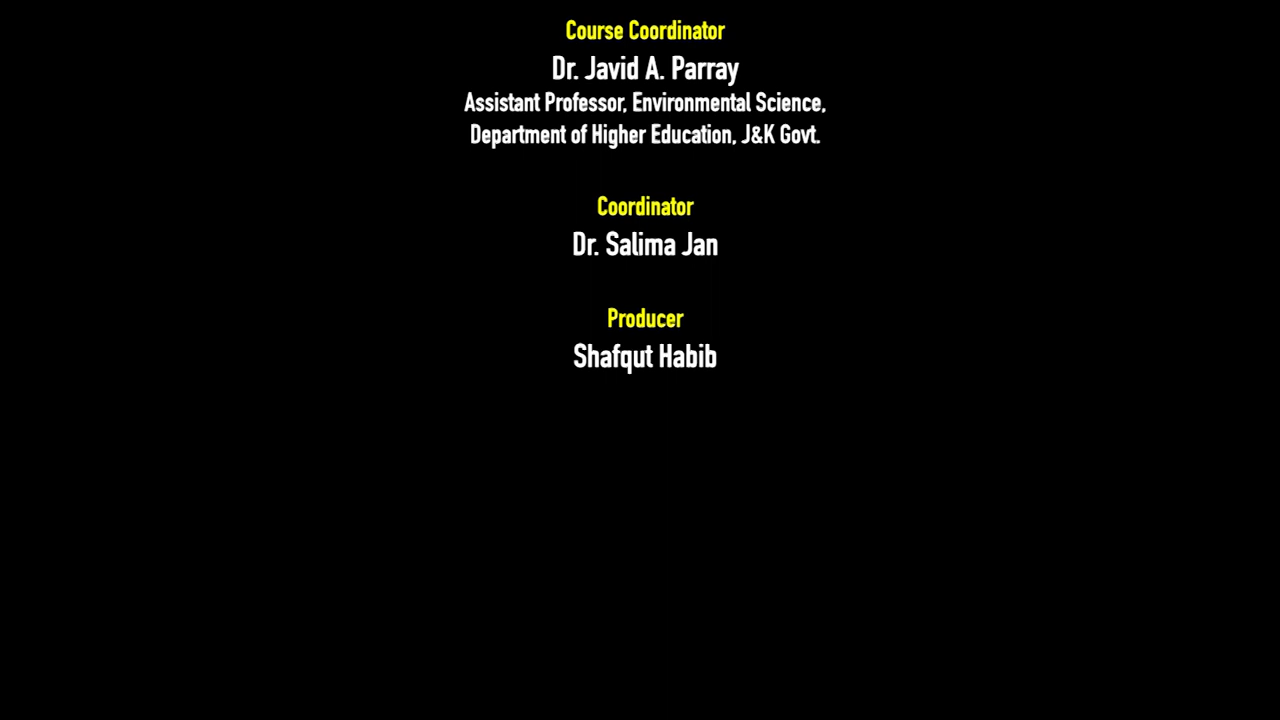 Course Coordinator
Dr. Javid A. Parray
Assistant Professor, Environmental Science,
Department of Higher Education, J&K Govt.
Coordinator
Dr. Salima Jan
Producer
Shafqut Habib